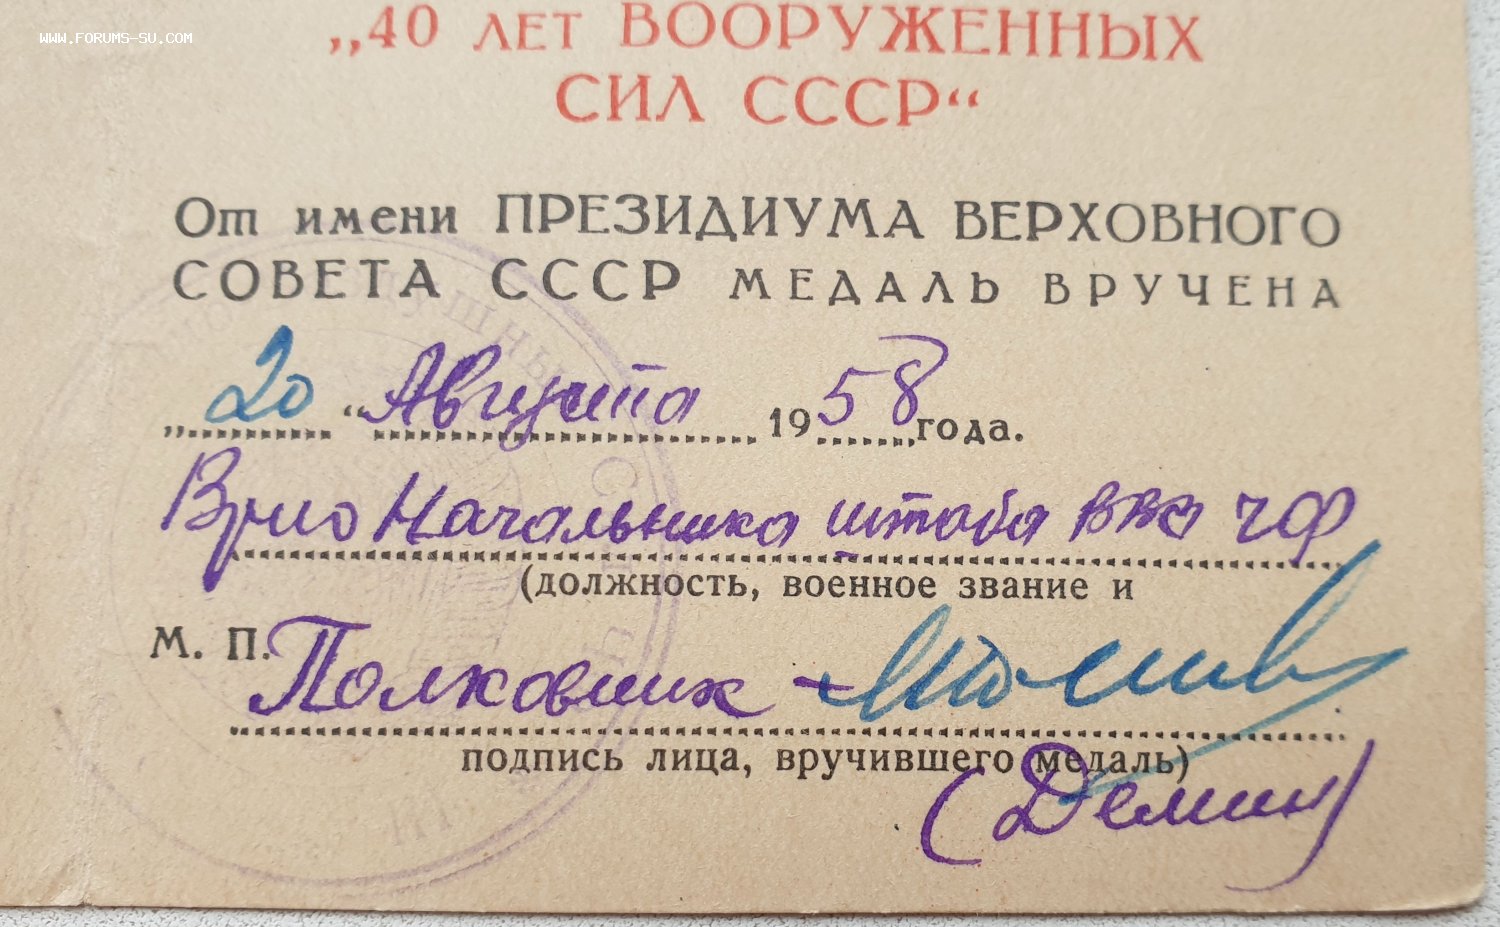 WWW.FORUMS-SU.COM
„40 ЛЕТ ВООРУЖЕННЫХ
СИЛ СССР“
От имени ПРЕЗИДИУМА ВЕРХОВНОГО
СОВЕТА СССР МЕДАЛЬ ВРУЧЕНА
„20“ Августа 1958 года.
Врио Начальника штаба ВВС ЧФ
(должность, военное звание и
М. П. Полковник
подпись лица, вручившего медаль)
(Демин)